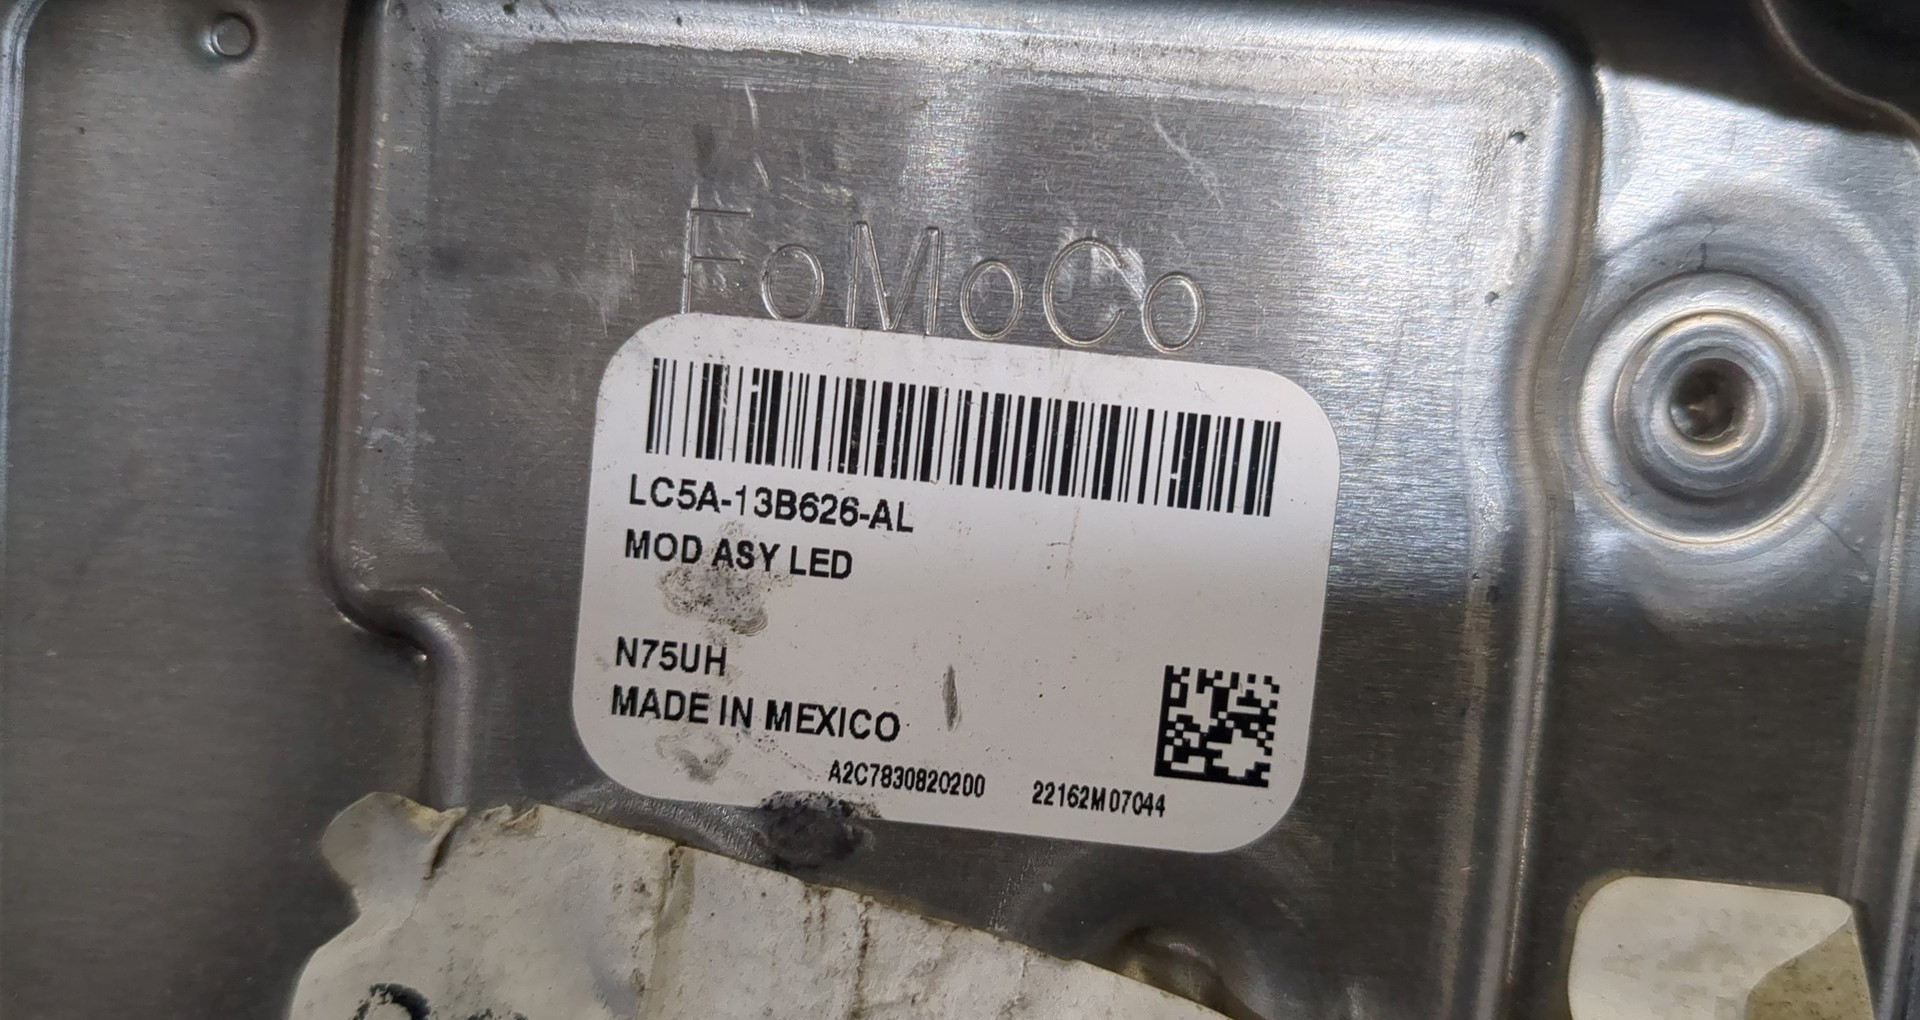 FoMoCo
LC5A-13B626-AL
MOD ASY LED
N75UH
MADE IN MEXICO
A2C7830820200 22162M07044